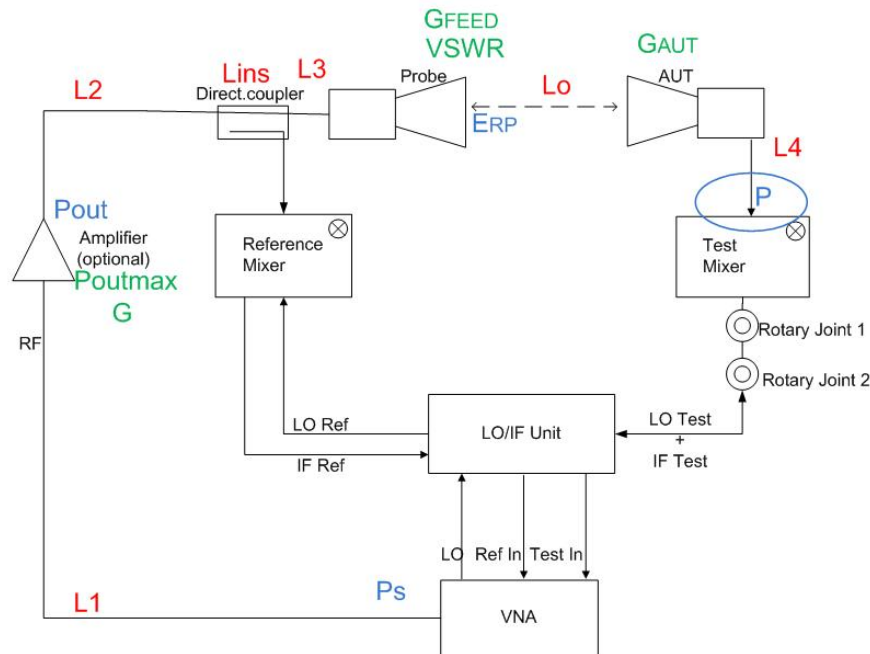 GFEED
VSWR
GAUT
L2
Lins
L3
Direct.coupler
Probe
Lo
AUT
ERP
L4
Pout
P
Amplifier
(optional)
Reference
Mixer
Test
Mixer
Poutmax
G
RF
Rotary Joint 1
Rotary Joint 2
LO Ref
LO/IF Unit
LO Test
+
IF Test
IF Ref
LO
Ref In
Test In
L1
Ps
VNA